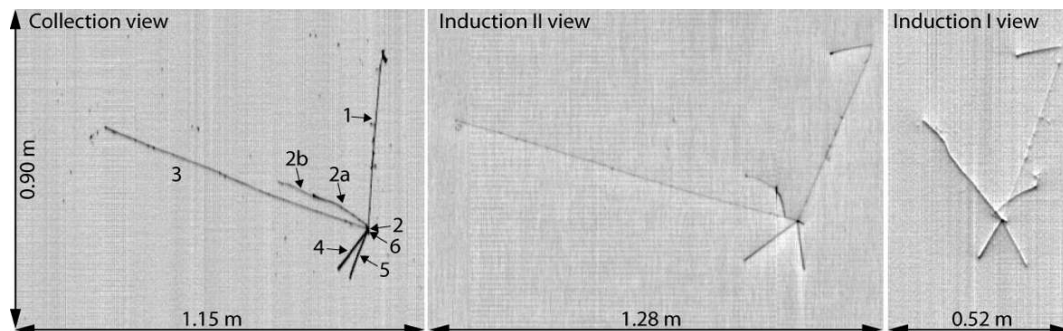 Collection view
Induction II view
Induction I view
0.90 m
1
2b
2a
3
2
6
4
5
1.15 m
1.28 m
0.52 m